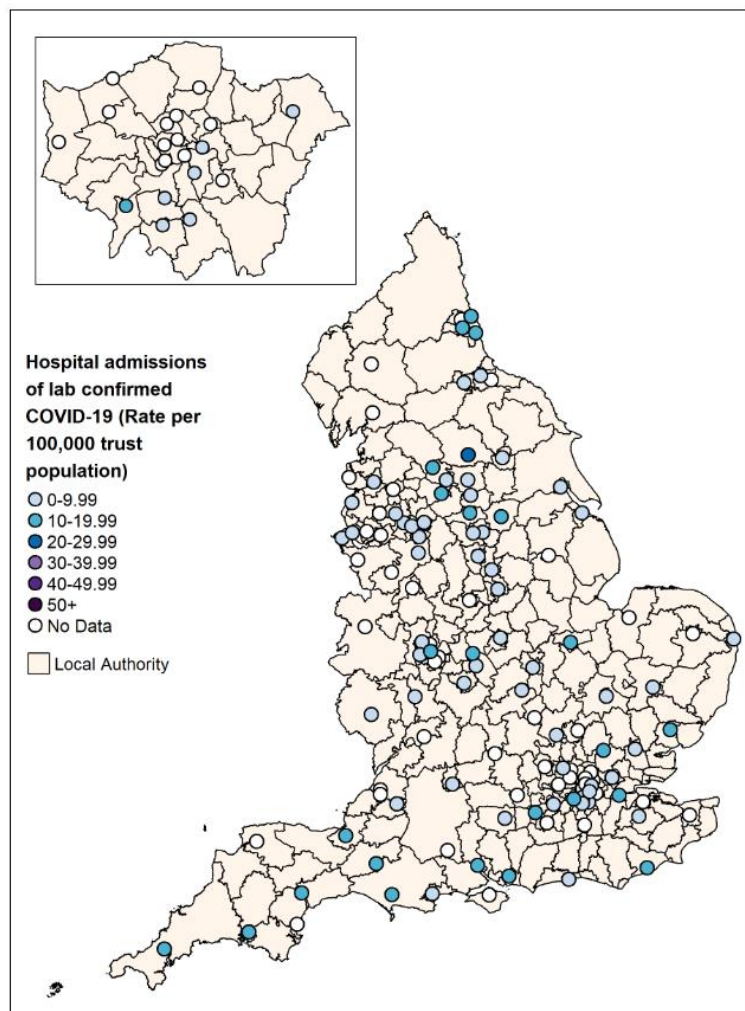 Hospital admissions
of lab confirmed
COVID-19 (Rate per
100,000 trust
population)
0-9.99
10-19.99
20-29.99
30-39.99
40-49.99
50+
No Data
Local Authority